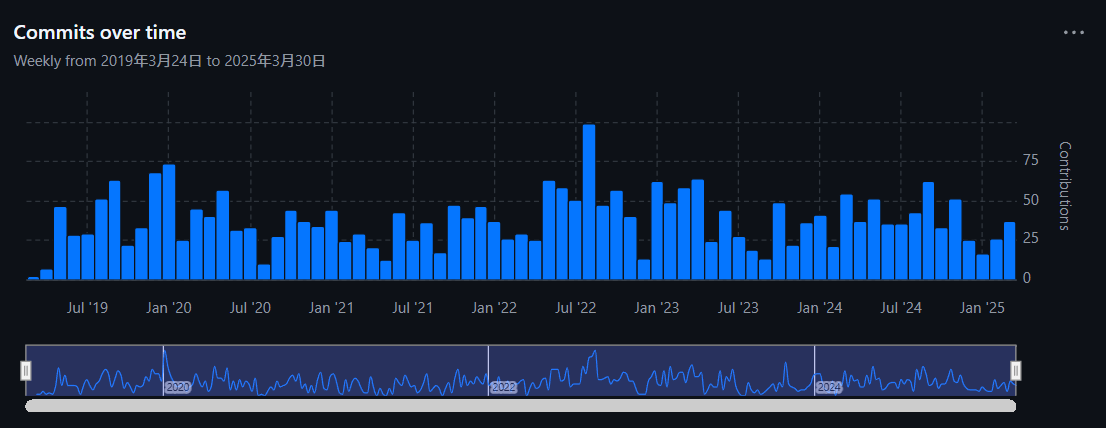 Commits over time
Weekly from 2019年3月24日 to 2025年3月30日
75
50
25
0
Contributions
Jul '19 Jan '20 Jul '20 Jan '21 Jul '21 Jan '22 Jul '22 Jan '23 Jul '23 Jan '24 Jul '24 Jan '25
2020 2022 2024